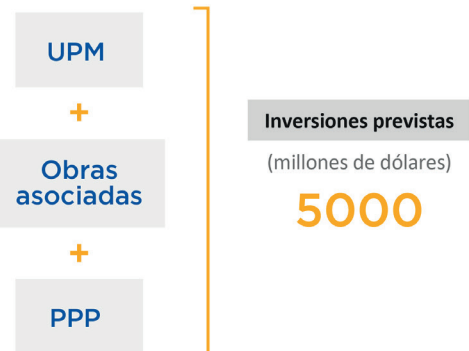 UPM
+
Obras
asociadas
+
PPP
Inversiones previstas
(millones de dólares)
5000